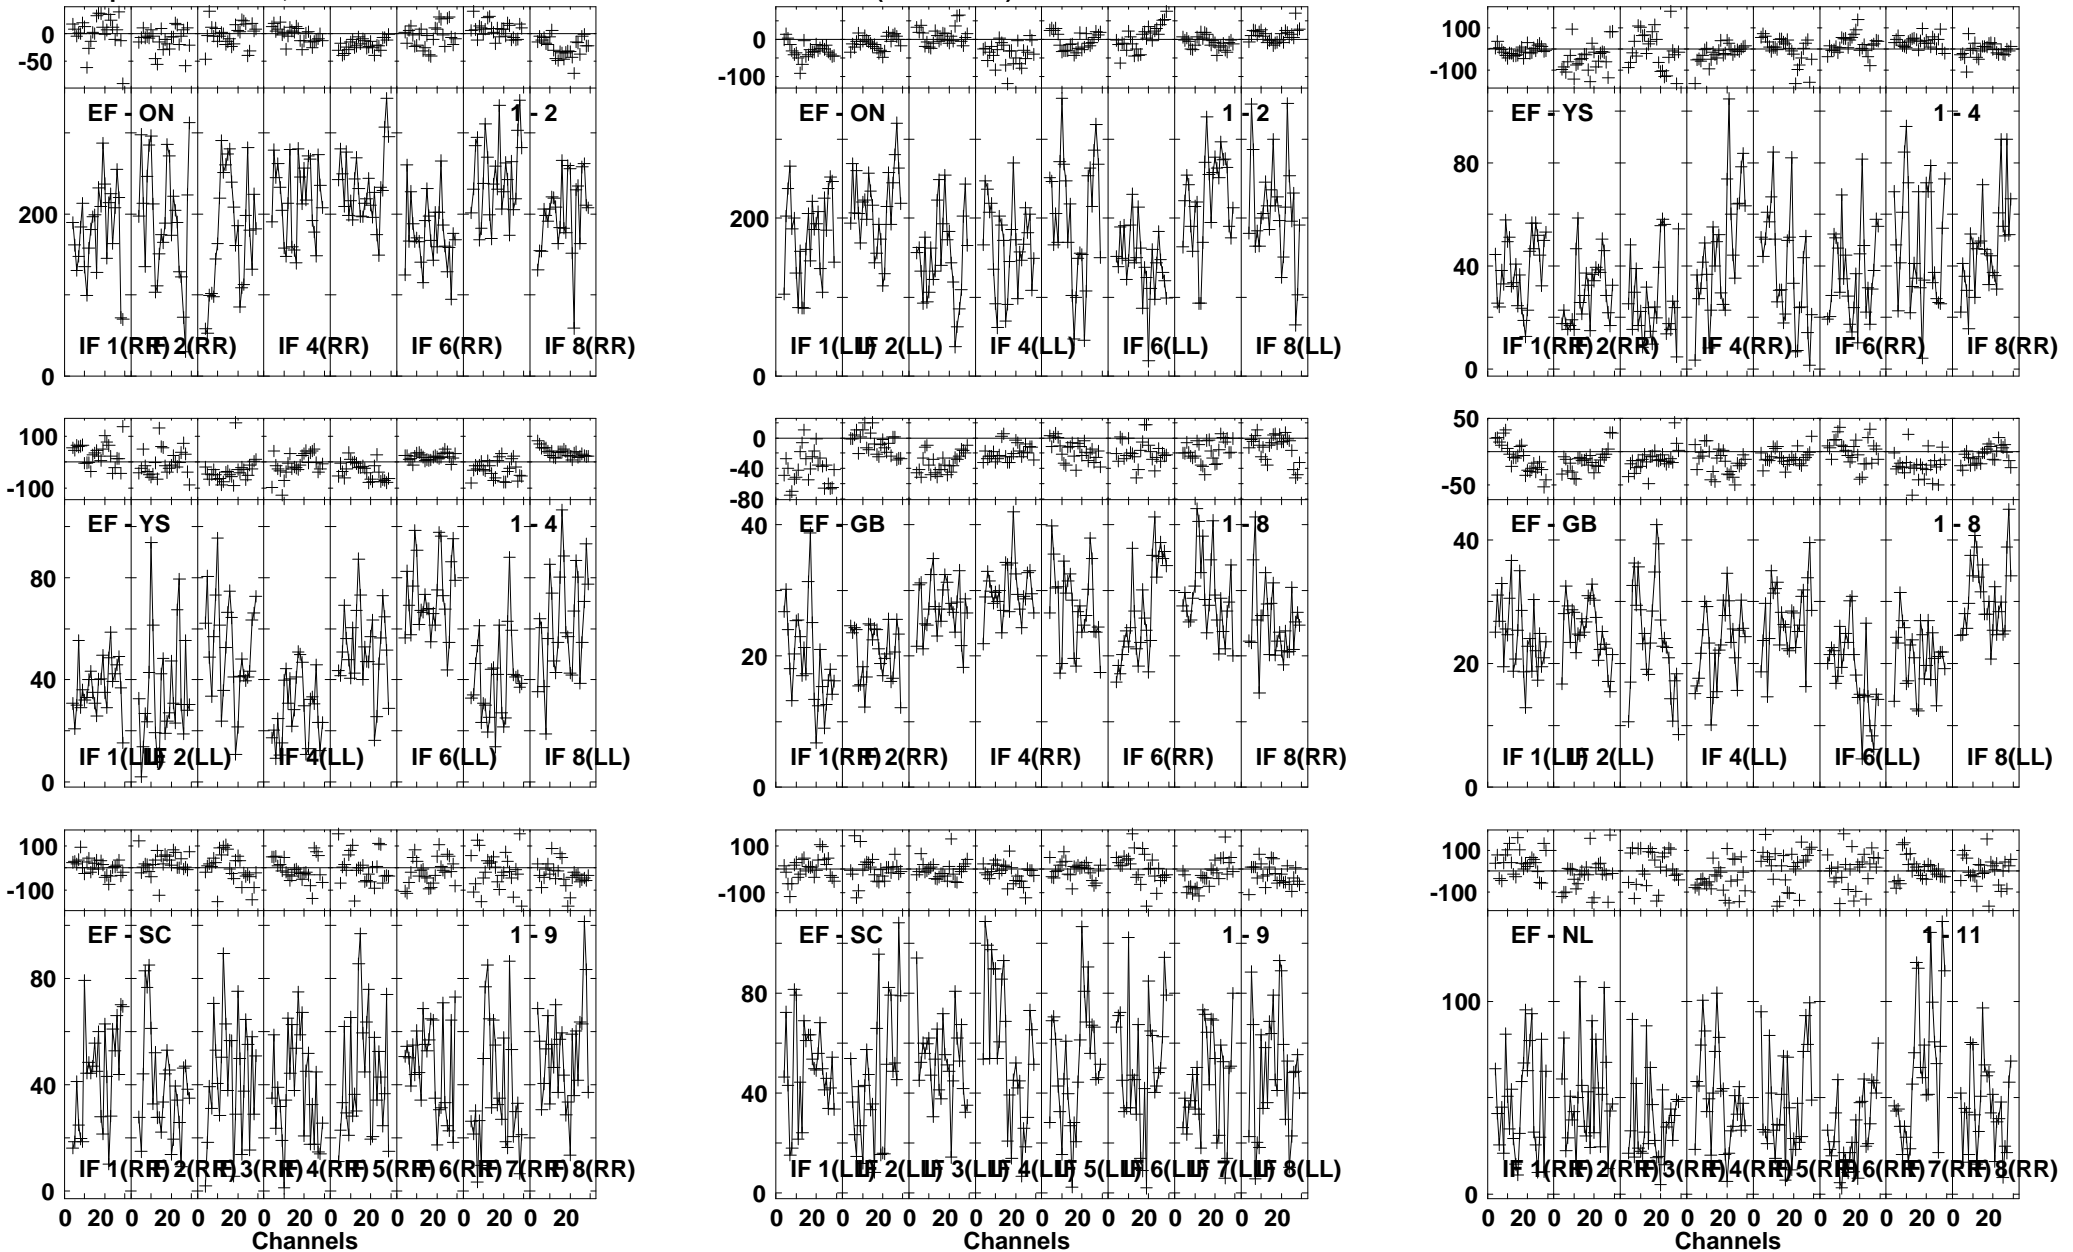 0
-50
EF - ON
1 - 2
200
IF 1(RR)
IF 2(RR)
IF 4(RR)
IF 6(RR)
IF 8(RR)
0
0
-100
EF - ON
1 - 2
200
IF 1(LL)
IF 2(LL)
IF 4(LL)
IF 6(LL)
IF 8(LL)
0
100
-100
EF - YS
1 - 4
80
40
IF 1(RR)
IF 2(RR)
IF 4(RR)
IF 6(RR)
IF 8(RR)
0
100
-100
EF - YS
1 - 4
80
40
IF 1(LL)
IF 2(LL)
IF 4(LL)
IF 6(LL)
IF 8(LL)
0
0
-40
-80
EF - GB
1 - 8
40
20
IF 1(RR)
IF 2(RR)
IF 4(RR)
IF 6(RR)
IF 8(RR)
0
50
-50
EF - GB
1 - 8
40
20
IF 1(LL)
IF 2(LL)
IF 4(LL)
IF 6(LL)
IF 8(LL)
0
100
-100
EF - SC
1 - 9
80
40
IF 1(RR)
IF 2(RR)
IF 3(RR)
IF 4(RR)
IF 5(RR)
IF 6(RR)
IF 7(RR)
IF 8(RR)
0
0 20 0 20 0 20 0 20 0 20 0 20 0 20 0 20
Channels
100
-100
EF - SC
1 - 9
80
40
IF 1(LL)
IF 2(LL)
IF 3(LL)
IF 4(LL)
IF 5(LL)
IF 6(LL)
IF 7(LL)
IF 8(LL)
0
0 20 0 20 0 20 0 20 0 20 0 20 0 20 0 20
Channels
100
-100
EF - NL
1 - 11
100
IF 1(RR)
IF 2(RR)
IF 3(RR)
IF 4(RR)
IF 5(RR)
IF 6(RR)
IF 7(RR)
IF 8(RR)
0
0 20 0 20 0 20 0 20 0 20 0 20 0 20 0 20
Channels